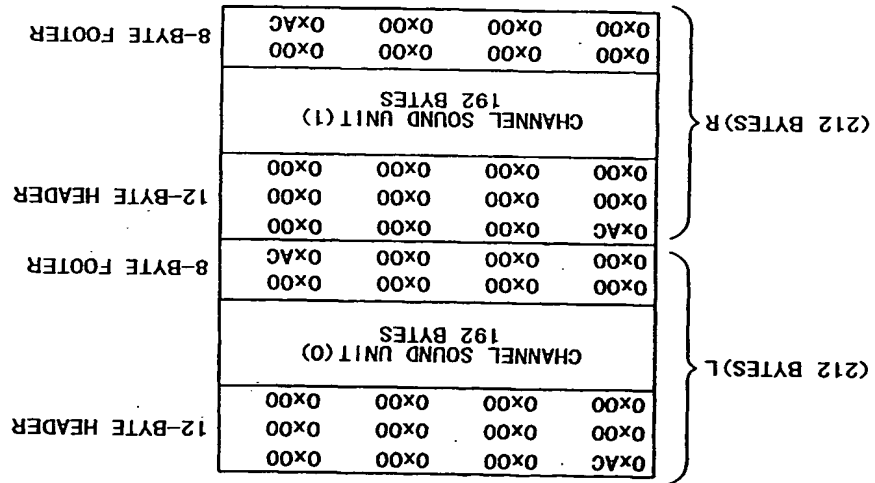 0xAC 0x00 0x00 0x00
0x00 0x00 0x00 0x00 12-BYTE HEADER
0x00 0x00 0x00 0x00
(212 BYTES)L
CHANNEL SOUND UNIT(0)
192 BYTES
0x00 0x00 0x00 0x00
0x00 0x00 0x00 0xAC
8-BYTE FOOTER
0xAC 0x00 0x00 0x00
0x00 0x00 0x00 0x00 12-BYTE HEADER
0x00 0x00 0x00 0x00
(212 BYTES)R
CHANNEL SOUND UNIT(1)
192 BYTES
0x00 0x00 0x00 0x00
0x00 0x00 0x00 0xAC
8-BYTE FOOTER